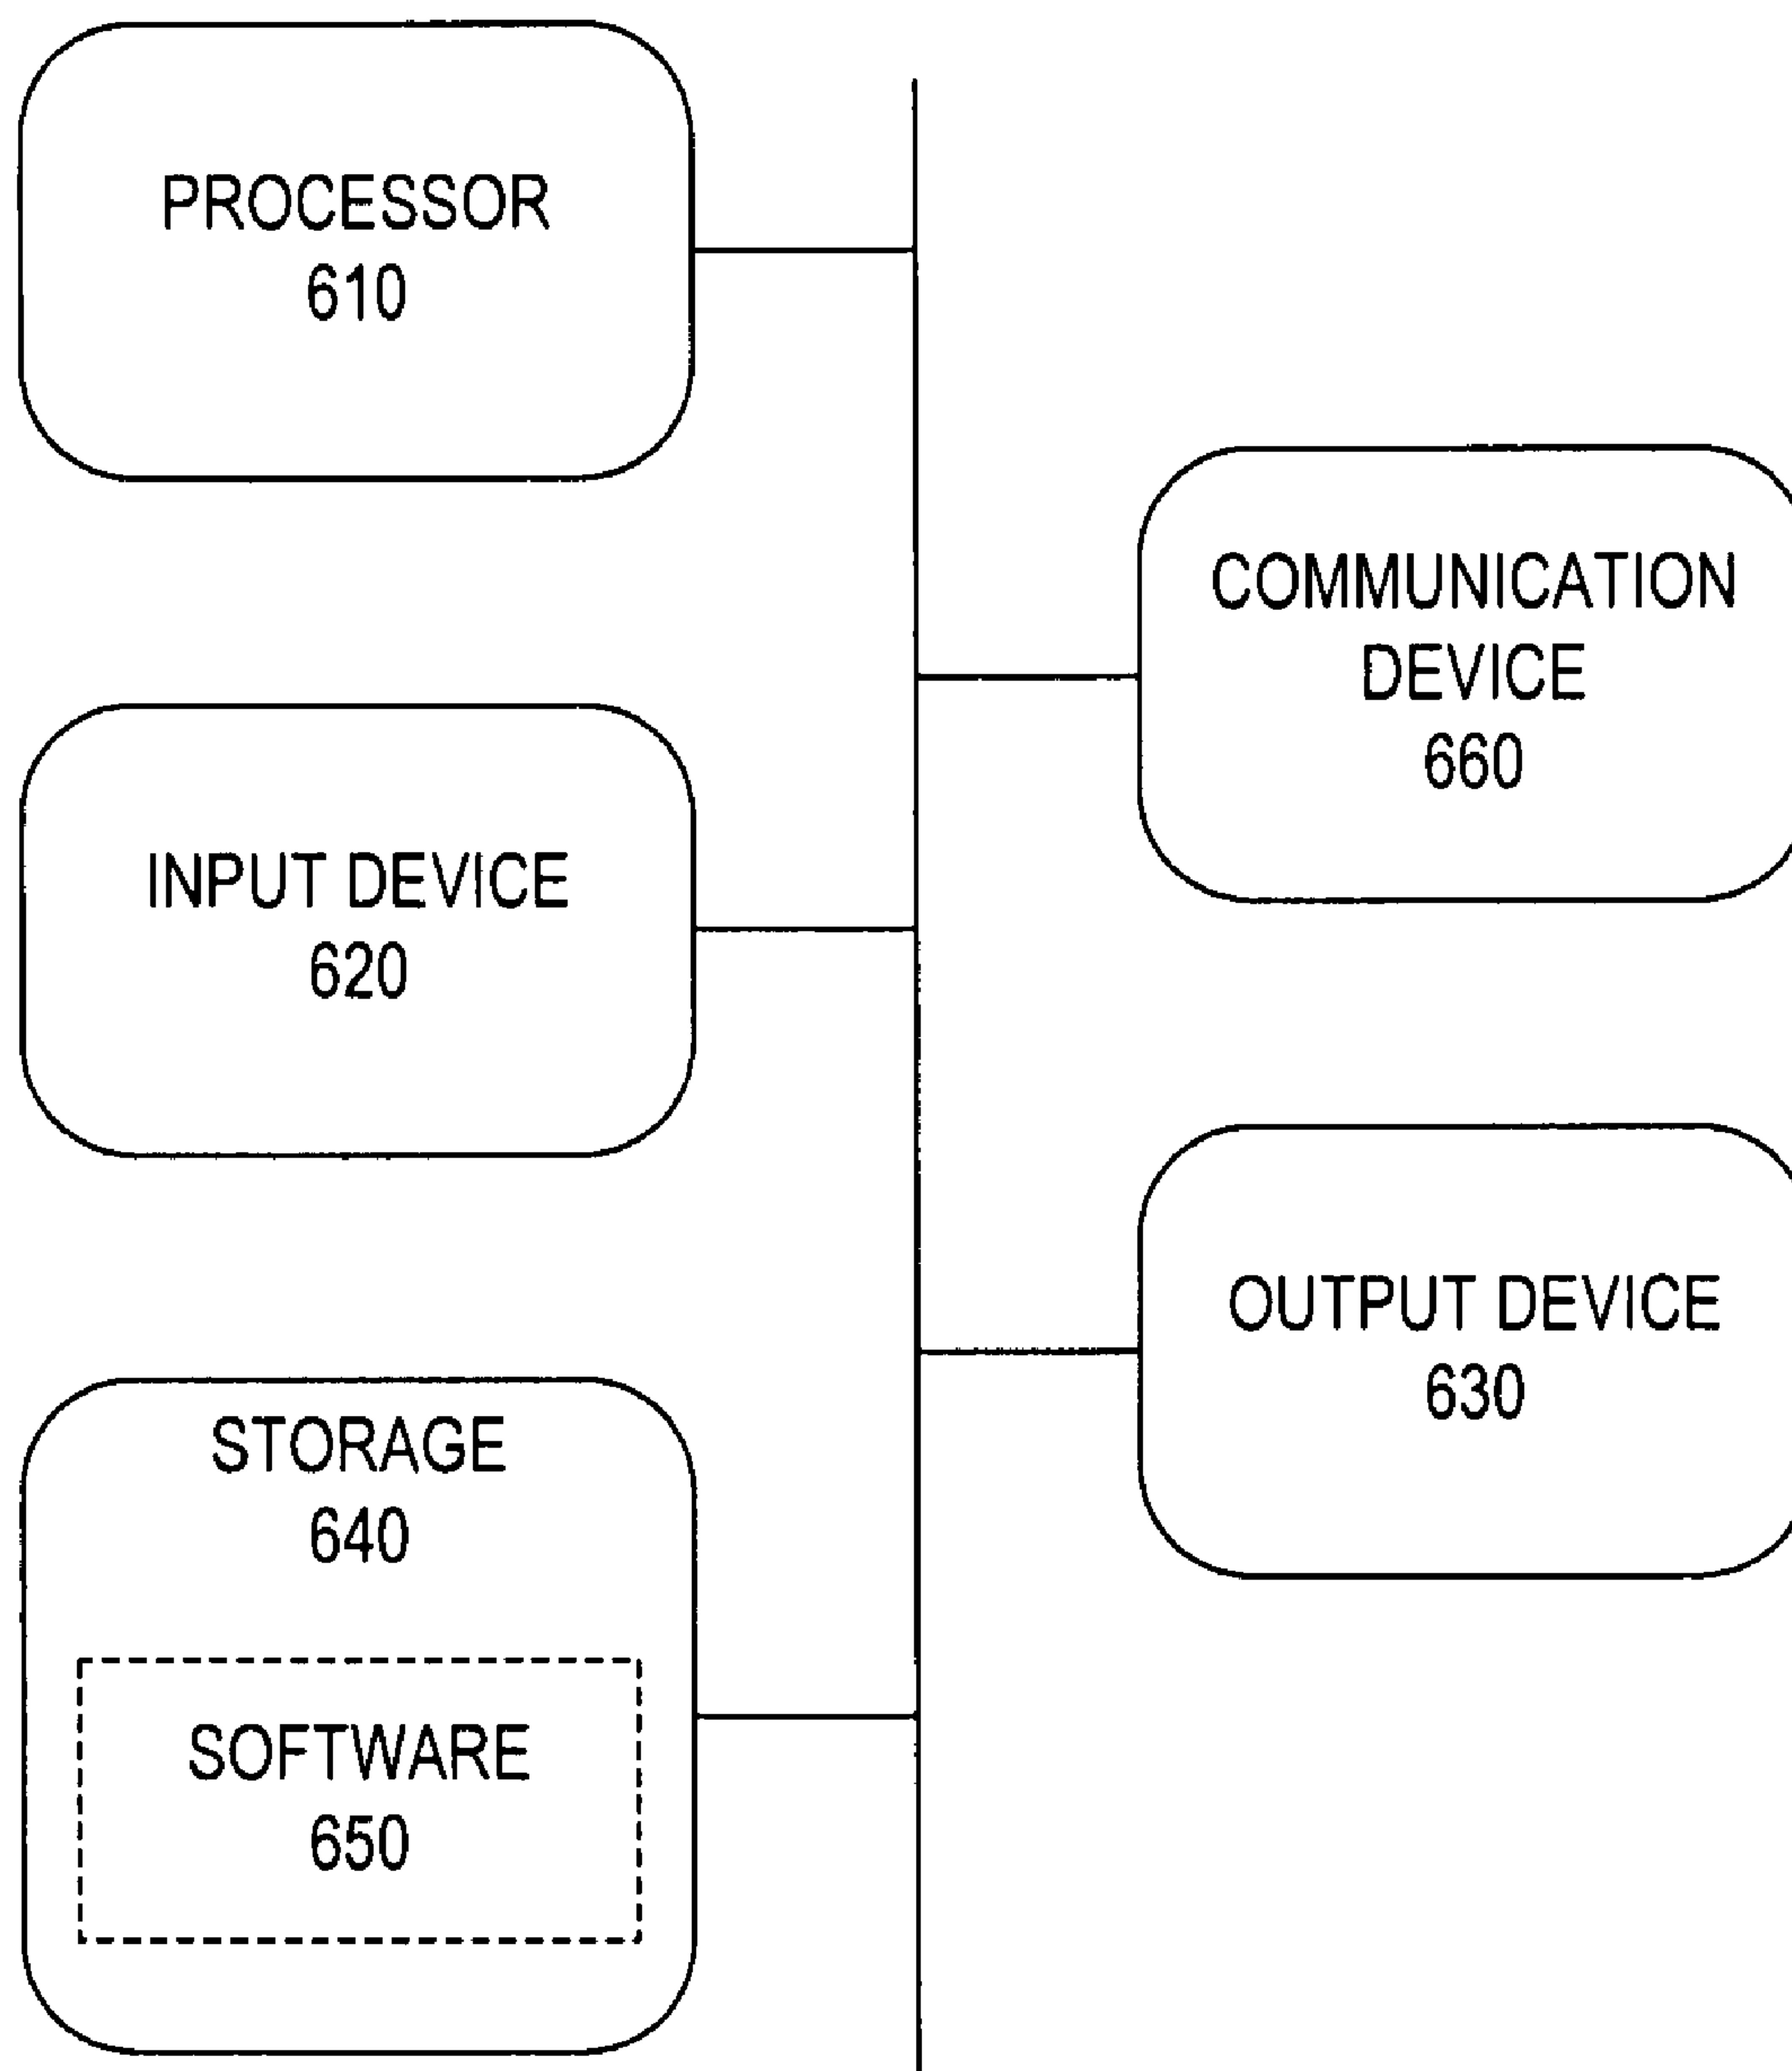 PROCESSOR
610
COMMUNICATION
DEVICE
660
INPUT DEVICE
620
OUTPUT DEVICE
630
STORAGE
640
SOFTWARE
650